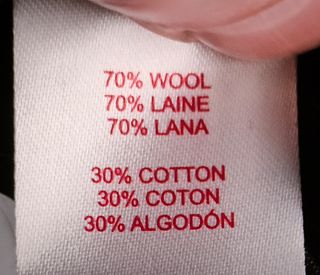 70% WOOL
70% LAINE
70% LANA
30% COTTON
30% COTON
30% ALGODÓN